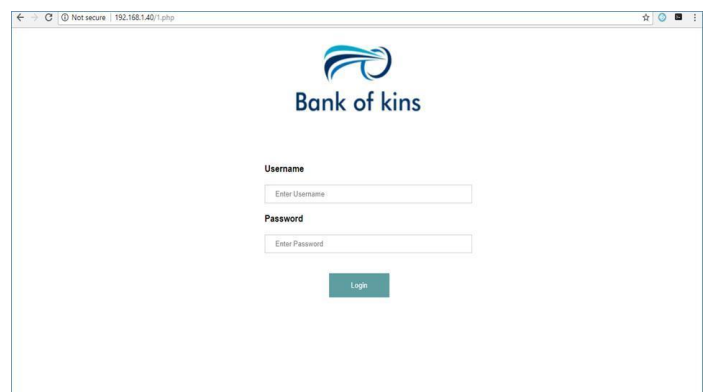 Not secure | 192.168.1.40/1.php
Bank of kins
Username
Enter Username
Password
Enter Password
Login